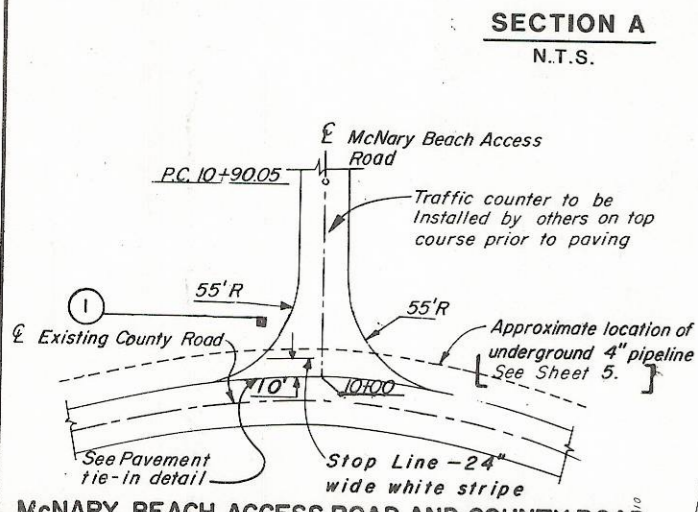 SECTION A
N.T.S.
℄ McNary Beach Access
Road
P.C. 10+90.05
Traffic counter to be
Installed by others on top
course prior to paving
55'R
55'R
1
℄ Existing County Road
Approximate location of
underground 4" pipeline
See Sheet 5.
10'
10+00
See Pavement
tie-in detail
Stop Line - 24"
wide white stripe
McNARY BEACH ACCESS ROAD AND COUNTY ROAD